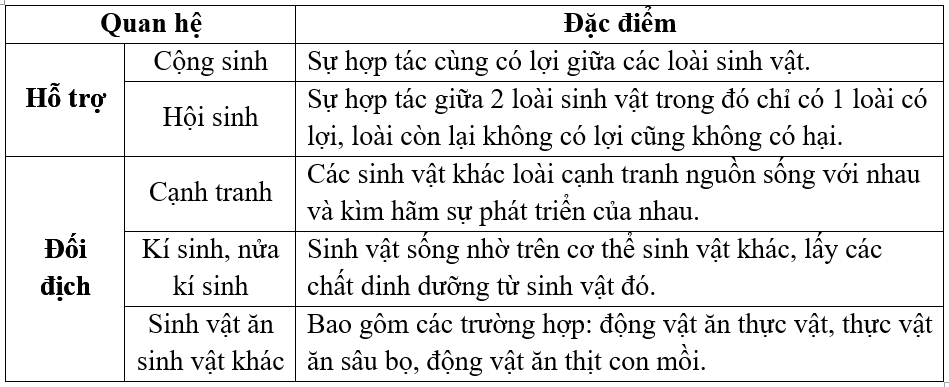 Quan hệ
Đặc điểm
Hỗ trợ
Cộng sinh
Sự hợp tác cùng có lợi giữa các loài sinh vật.
Hội sinh
Sự hợp tác giữa 2 loài sinh vật trong đó chỉ có 1 loài có
lợi, loài còn lại không có lợi cũng không có hại.
Đối
địch
Cạnh tranh
Các sinh vật khác loài cạnh tranh nguồn sống với nhau
và kìm hãm sự phát triển của nhau.
Kí sinh, nửa
kí sinh
Sinh vật sống nhờ trên cơ thể sinh vật khác, lấy các
chất dinh dưỡng từ sinh vật đó.
Sinh vật ăn
sinh vật khác
Bao gôm các trường hợp: động vật ăn thực vật, thực vật
ăn sâu bọ, động vật ăn thịt con mồi.